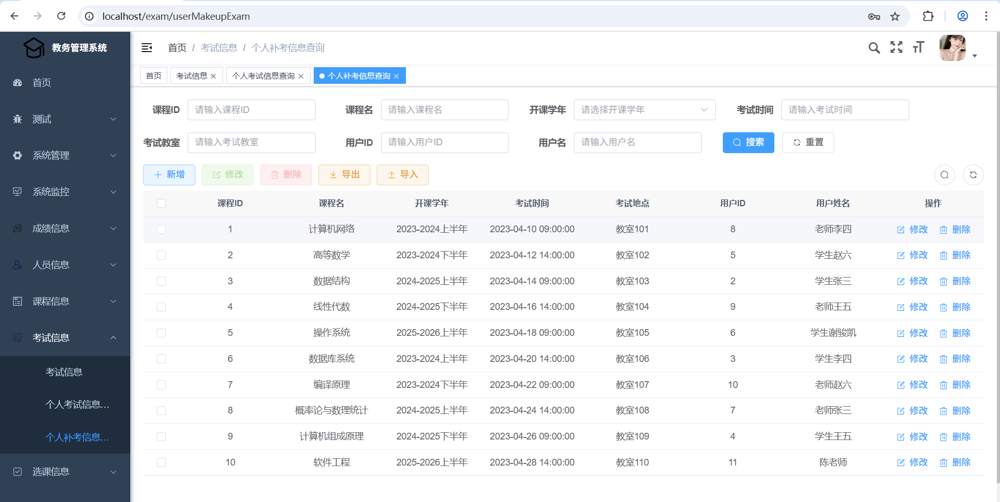 localhost/exam/userMakeupExam
教务管理系统
首页 / 考试信息 / 个人补考信息查询
首页 考试信息 个人考试信息查询 个人补考信息查询
首页
测试
系统管理
系统监控
成绩信息
人员信息
课程信息
考试信息
考试信息
个人考试信息...
个人补考信息...
选课信息
课程ID 请输入课程ID 课程名 请输入课程名 开课学年 请选择开课学年 考试时间 请输入考试时间
考试教室 请输入考试教室 用户ID 请输入用户ID 用户名 请输入用户名 搜索 重置
新增 修改 删除 导出 导入
课程ID 课程名 开课学年 考试时间 考试地点 用户ID 用户姓名 操作
1 计算机网络 2023-2024上半年 2023-04-10 09:00:00 教室101 8 老师李四 修改 删除
2 高等数学 2023-2024下半年 2023-04-12 14:00:00 教室102 5 学生赵六 修改 删除
3 数据结构 2024-2025上半年 2023-04-14 09:00:00 教室103 2 学生张三 修改 删除
4 线性代数 2024-2025下半年 2023-04-16 14:00:00 教室104 9 老师王五 修改 删除
5 操作系统 2025-2026上半年 2023-04-18 09:00:00 教室105 6 学生谢骏凯 修改 删除
6 数据库系统 2023-2024上半年 2023-04-20 14:00:00 教室106 3 学生李四 修改 删除
7 编译原理 2023-2024下半年 2023-04-22 09:00:00 教室107 10 老师赵六 修改 删除
8 概率论与数理统计 2024-2025上半年 2023-04-24 14:00:00 教室108 7 老师张三 修改 删除
9 计算机组成原理 2024-2025下半年 2023-04-26 09:00:00 教室109 4 学生王五 修改 删除
10 软件工程 2025-2026上半年 2023-04-28 14:00:00 教室110 11 陈老师 修改 删除